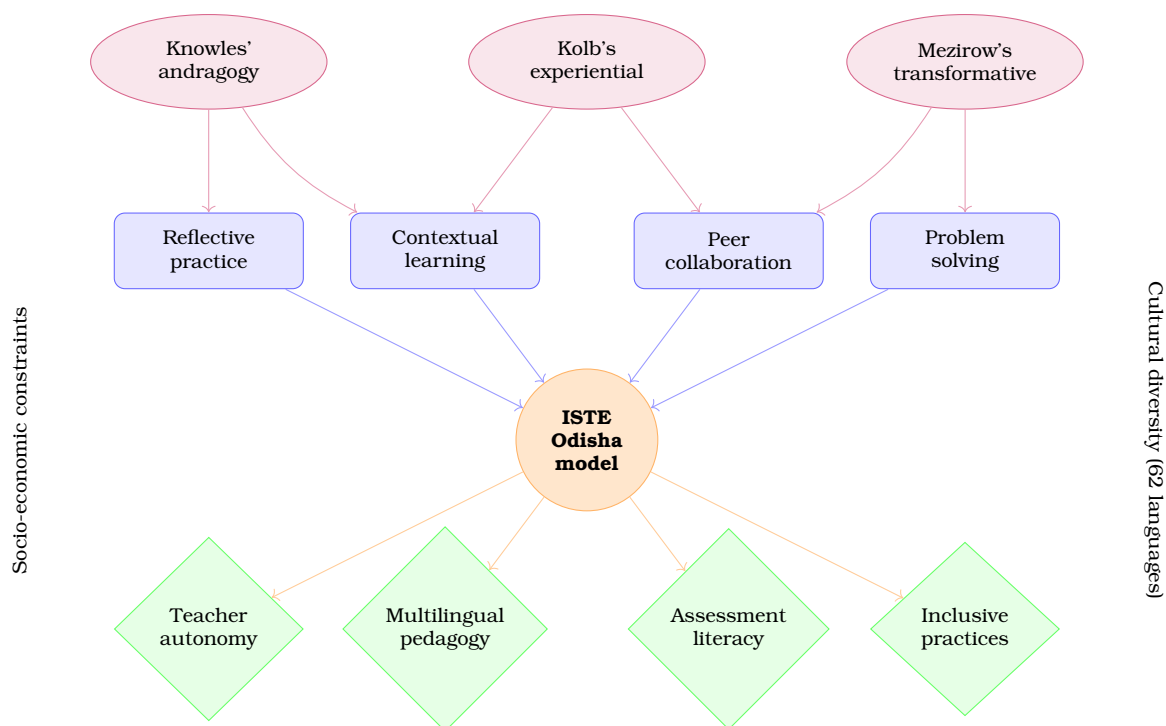 Knowles'
andragogy
Kolb's
experiential
Mezirow's
transformative
Reflective
practice
Contextual
learning
Peer
collaboration
Problem
solving
Socio-economic constraints
Cultural diversity (62 languages)
ISTE
Odisha
model
Teacher
autonomy
Multilingual
pedagogy
Assessment
literacy
Inclusive
practices